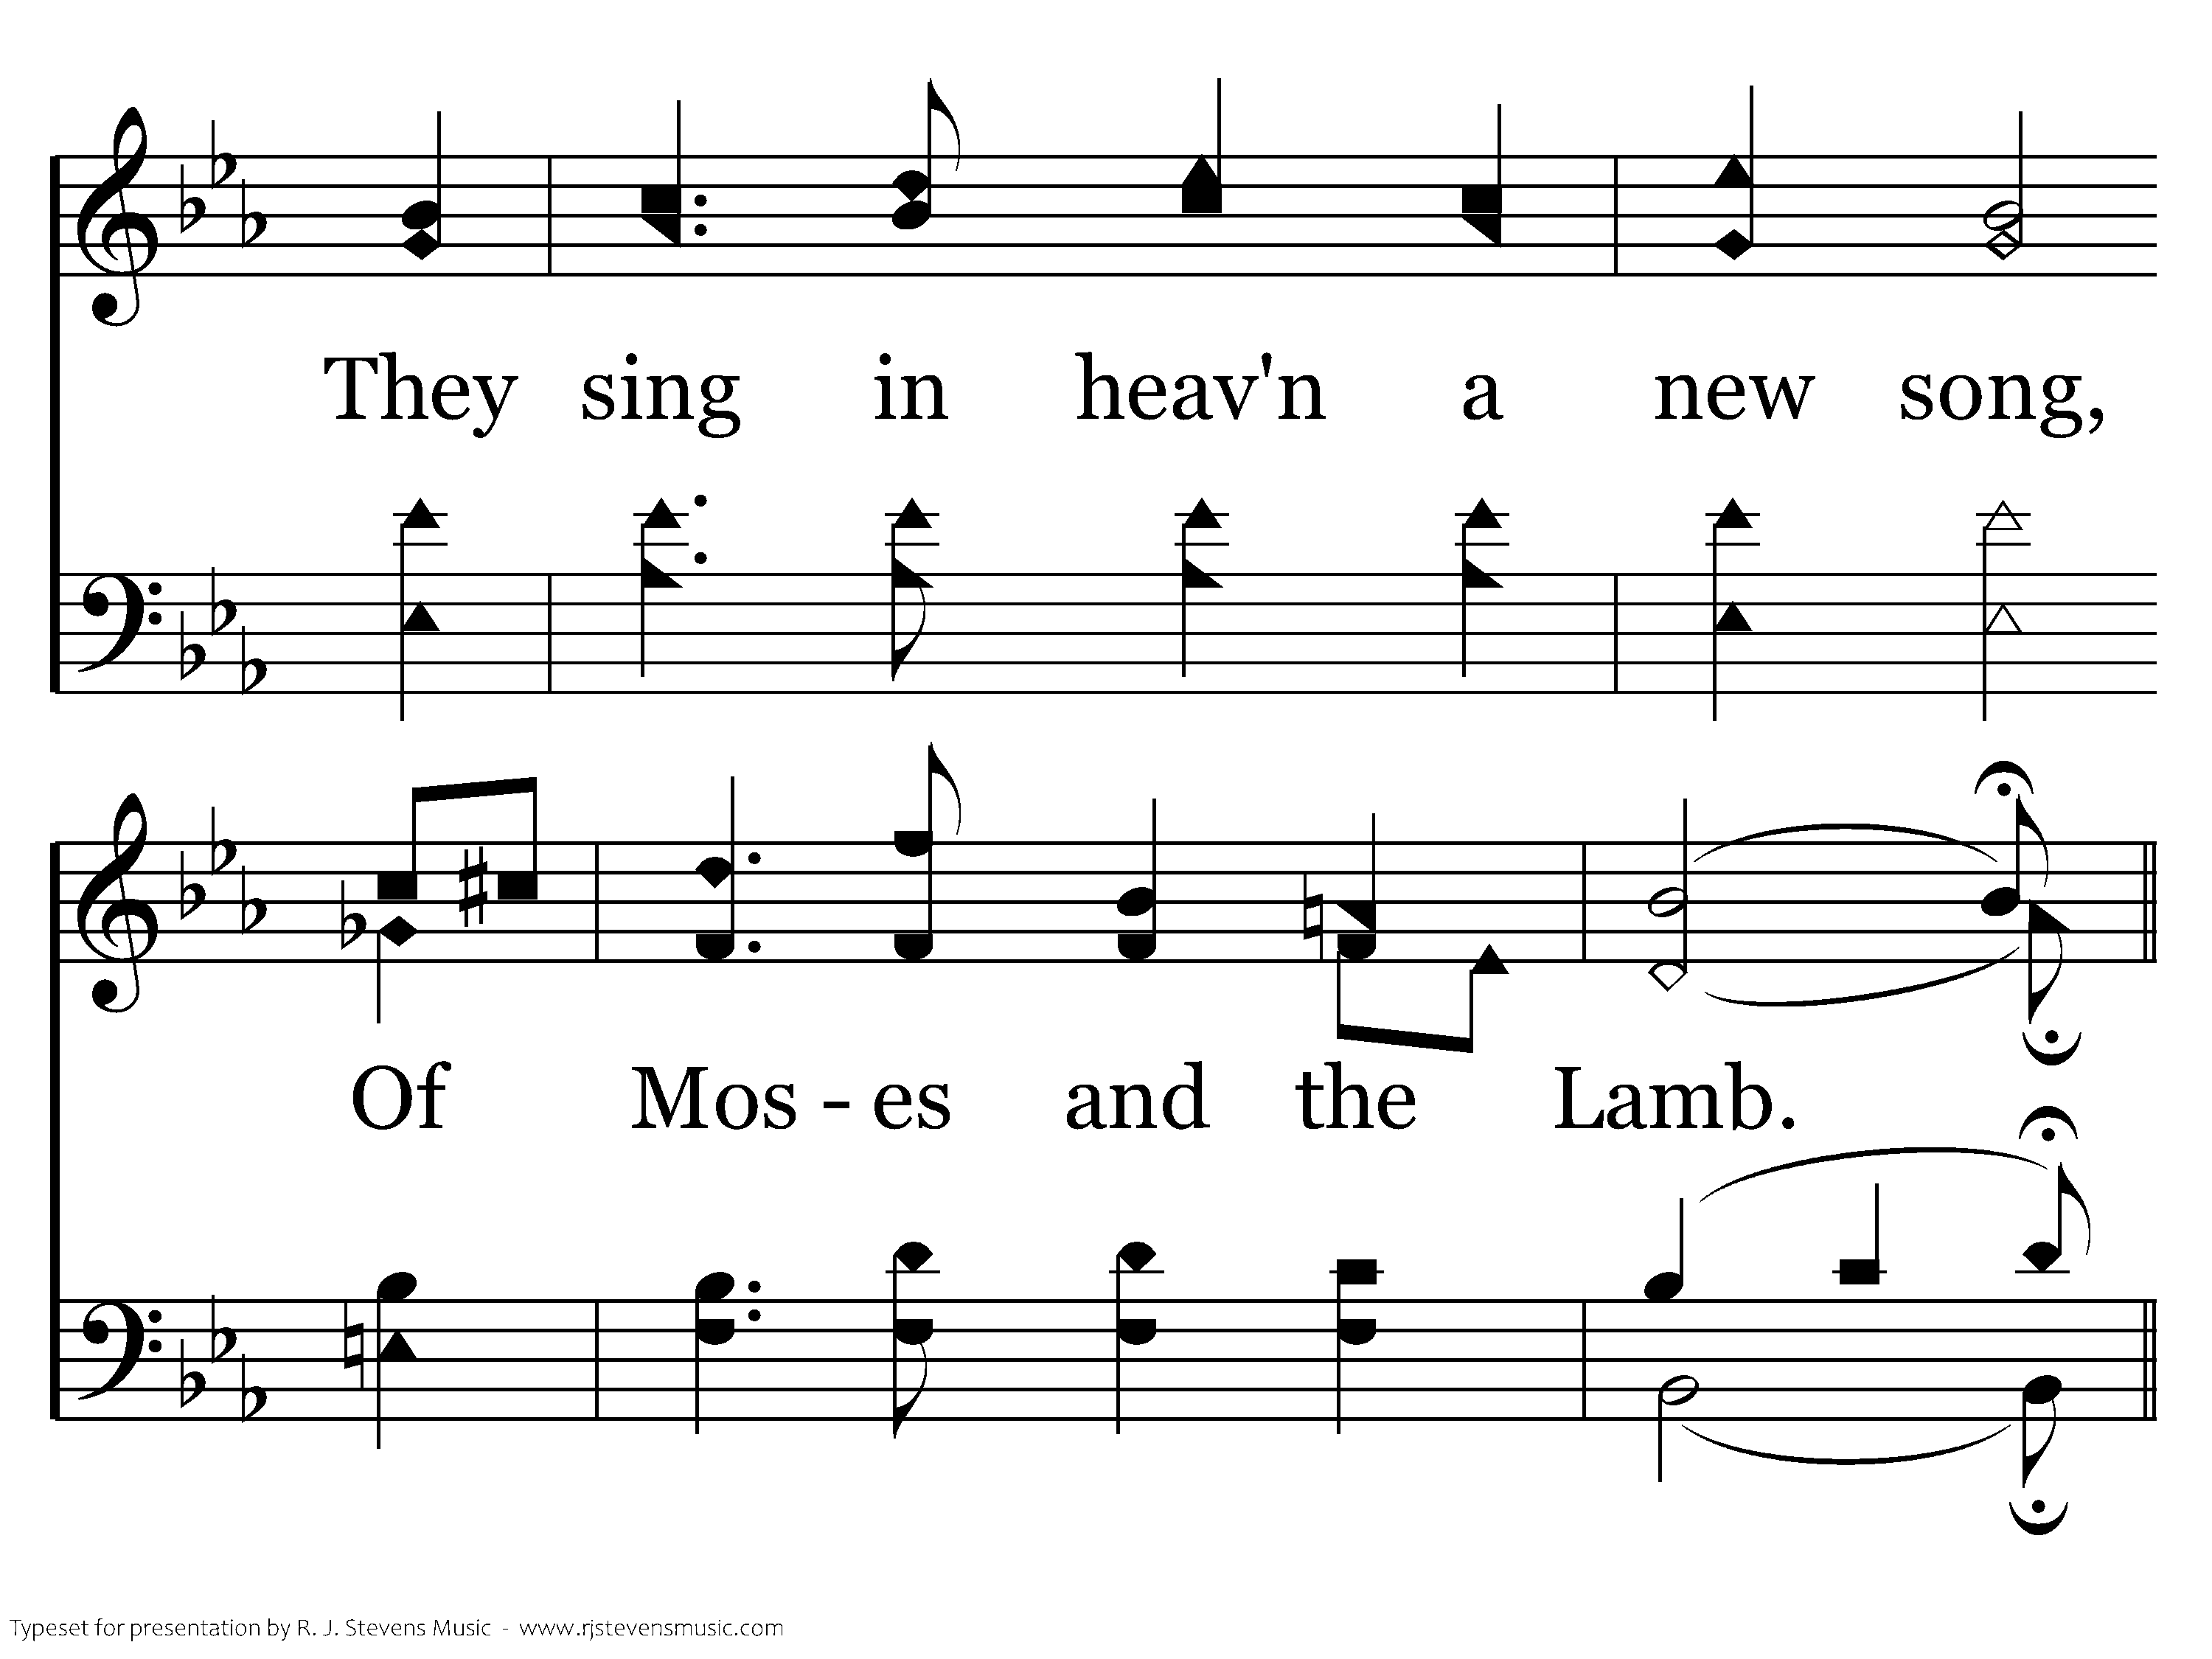 They sing in heav'n a new song,
Of Mos - es and the Lamb.
Typeset for presentation by R. J. Stevens Music - www.rjstevensmusic.com